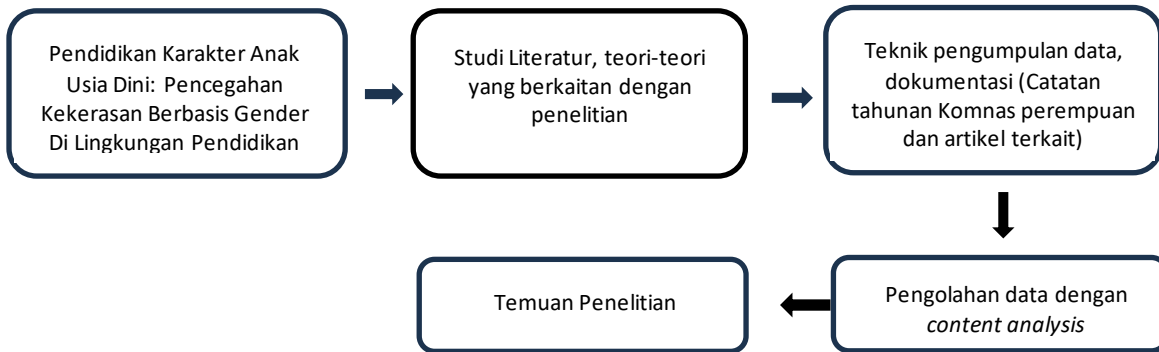 Pendidikan Karakter Anak
Usia Dini: Pencegahan
Kekerasan Berbasis Gender
Di Lingkungan Pendidikan
Studi Literatur, teori-teori
yang berkaitan dengan
penelitian
Teknik pengumpulan data,
dokumentasi (Catatan
tahunan Komnas perempuan
dan artikel terkait)
Pengolahan data dengan
content analysis
Temuan Penelitian